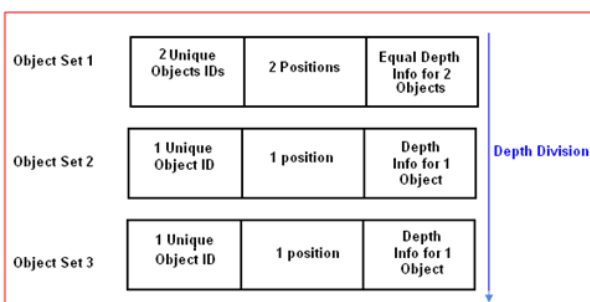 Object Set 1
2 Unique
Objects IDs
2 Positions
Equal Depth
Info for 2
Objects
Object Set 2
1 Unique
Object ID
1 position
Depth
Info for 1
Object
Depth Division
Object Set 3
1 Unique
Object ID
1 position
Depth
Info for 1
Object